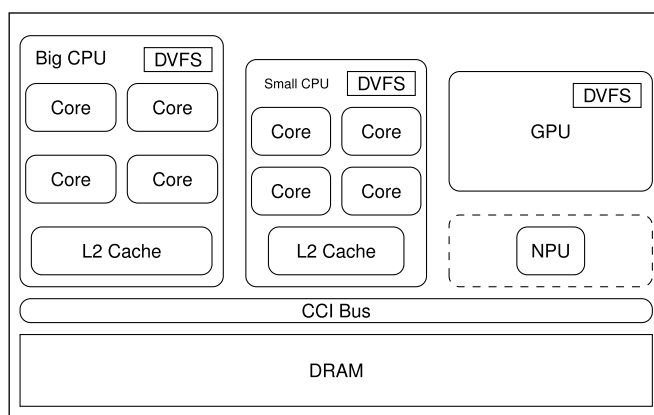 Big CPU DVFS
Core Core
Core Core
L2 Cache
Small CPU DVFS
Core Core
Core Core
L2 Cache
DVFS
GPU
NPU
CCI Bus
DRAM